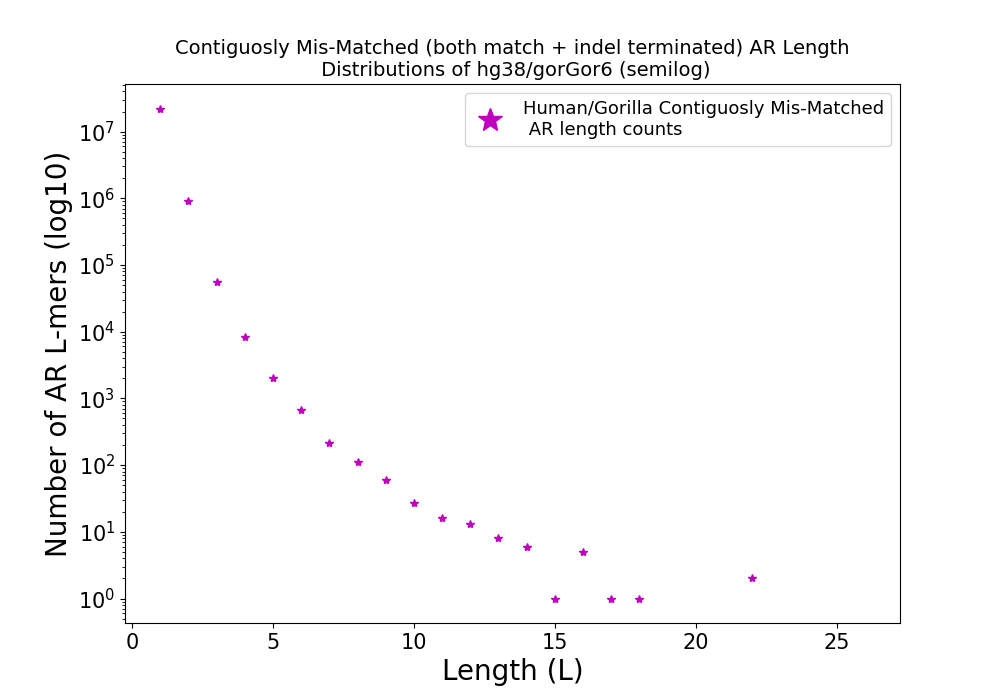 Contiguosly Mis-Matched (both match + indel terminated) AR Length
Distributions of hg38/gorGor6 (semilog)
Human/Gorilla Contiguosly Mis-Matched
AR length counts
Number of AR L-mers (log10)
10^7
10^6
10^5
10^4
10^3
10^2
10^1
10^0
0 5 10 15 20 25
Length (L)